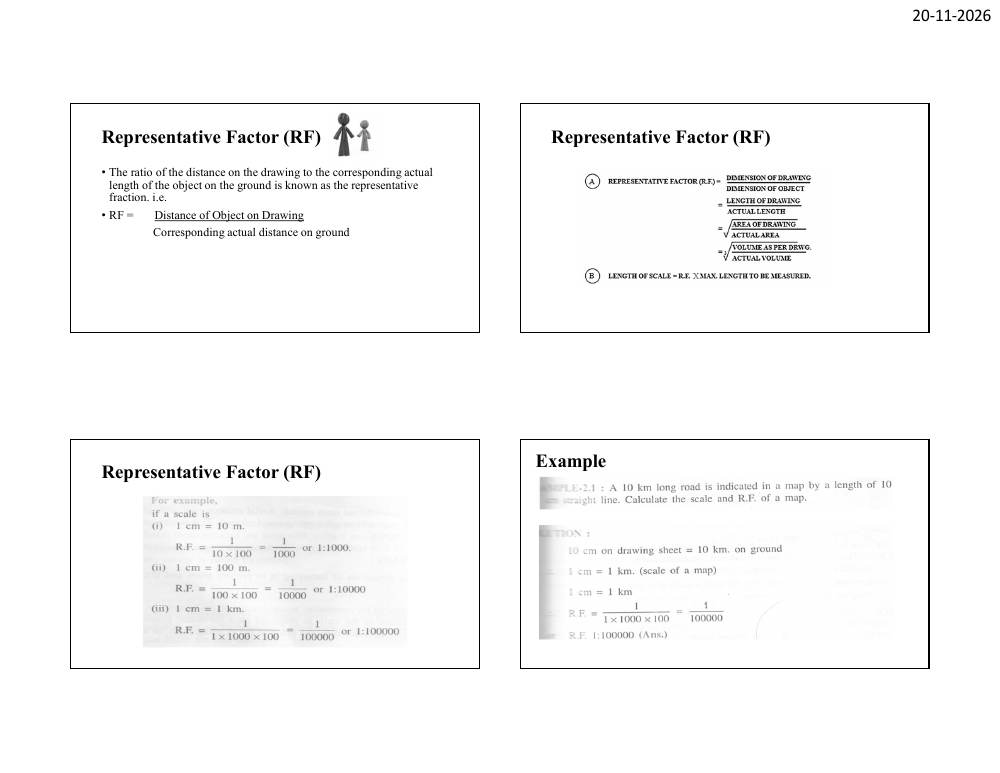 20-11-2026
Representative Factor (RF)
• The ratio of the distance on the drawing to the corresponding actual
length of the object on the ground is known as the representative
fraction. i.e.
• RF = Distance of Object on Drawing
Corresponding actual distance on ground
Representative Factor (RF)
A REPRESENTATIVE FACTOR (R.F.) = DIMENSION OF DRAWING
DIMENSION OF OBJECT
= LENGTH OF DRAWING
ACTUAL LENGTH
= √ AREA OF DRAWING
ACTUAL AREA
= ∛ VOLUME AS PER DRWG.
ACTUAL VOLUME
B LENGTH OF SCALE = R.F. X MAX. LENGTH TO BE MEASURED.
Representative Factor (RF)
For example,
if a scale is
(i) 1 cm = 10 m.
R.F. = 1 / 10 × 100 = 1 / 1000 or 1:1000.
(ii) 1 cm = 100 m.
R.F. = 1 / 100 × 100 = 1 / 10000 or 1:10000
(iii) 1 cm = 1 km.
R.F. = 1 / 1 × 1000 × 100 = 1 / 100000 or 1:100000
Example
PLE-2.1 : A 10 km long road is indicated in a map by a length of 10
straight line. Calculate the scale and R.F. of a map.
TION :
10 cm on drawing sheet = 10 km. on ground
1 cm = 1 km. (scale of a map)
1 cm = 1 km
R.F. = 1 / 1 × 1000 × 100 = 1 / 100000
R.F. 1:100000 (Ans.)